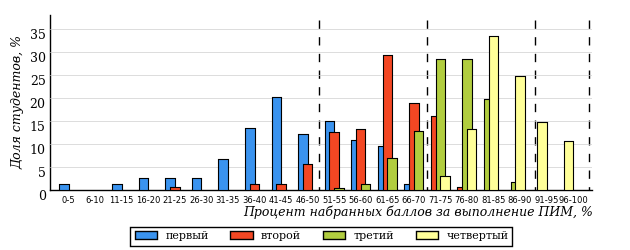 Доля студентов, %
35
30
25
20
15
10
5
0
0-5 6-10 11-15 16-20 21-25 26-30 31-35 36-40 41-45 46-50 51-55 56-60 61-65 66-70 71-75 76-80 81-85 86-90 91-95 96-100
Процент набранных баллов за выполнение ПИМ, %
первый второй третий четвертый